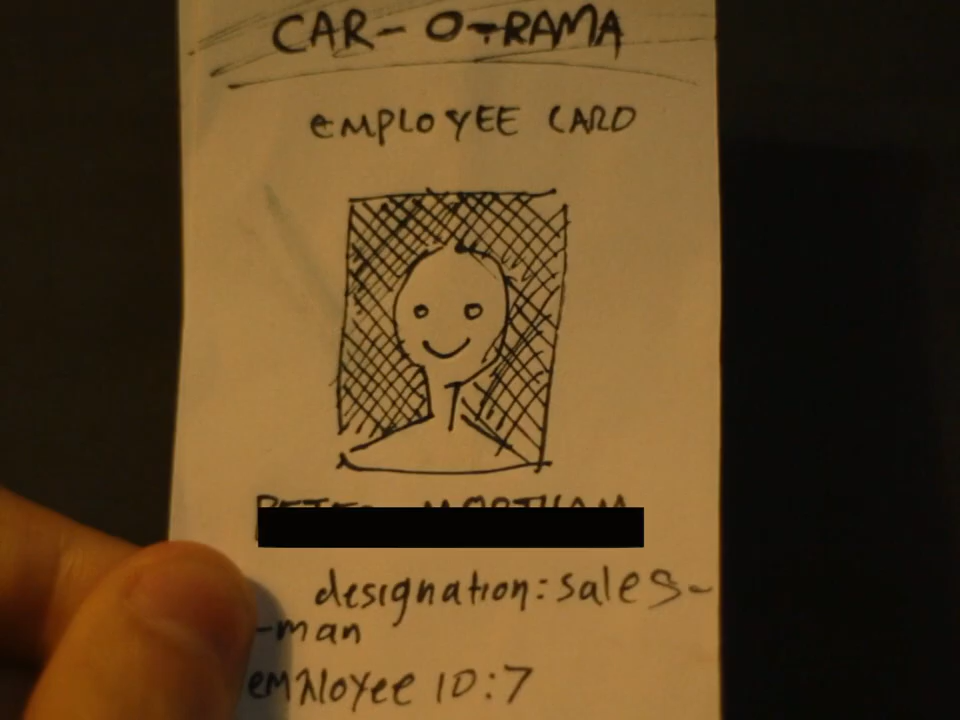 CAR-O-RAMA
eMPLOYEE CARD
designation: sales-
-man
employee ID:7